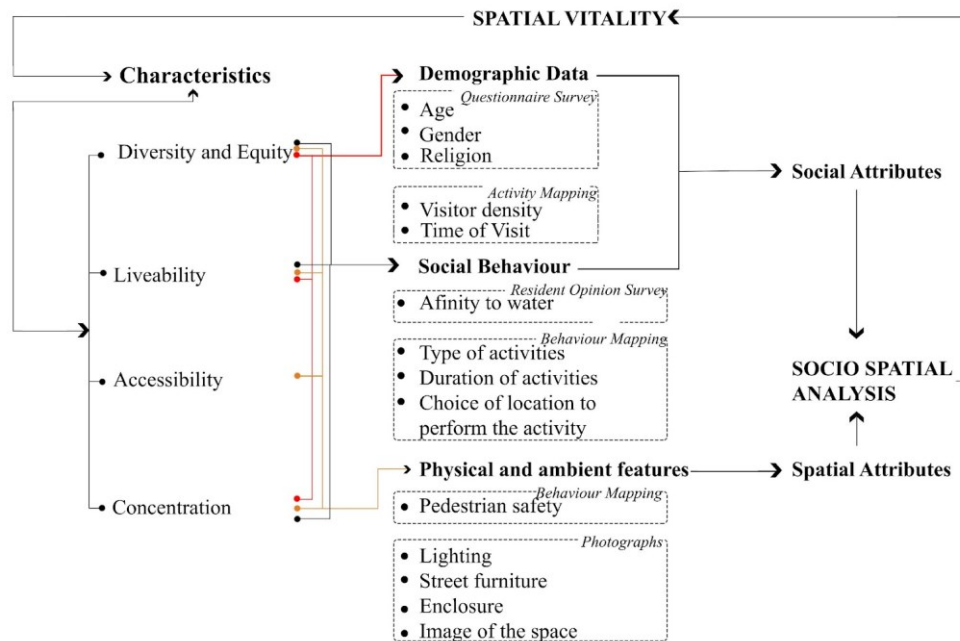 SPATIAL VITALITY
Characteristics
Diversity and Equity
Liveability
Accessibility
Concentration
Demographic Data
Questionnaire Survey
Age
Gender
Religion
Activity Mapping
Visitor density
Time of Visit
Social Behaviour
Resident Opinion Survey
Afinity to water
Behaviour Mapping
Type of activities
Duration of activities
Choice of location to
perform the activity
Physical and ambient features
Behaviour Mapping
Pedestrian safety
Photographs
Lighting
Street furniture
Enclosure
Image of the space
Social Attributes
SOCIO SPATIAL
ANALYSIS
Spatial Attributes